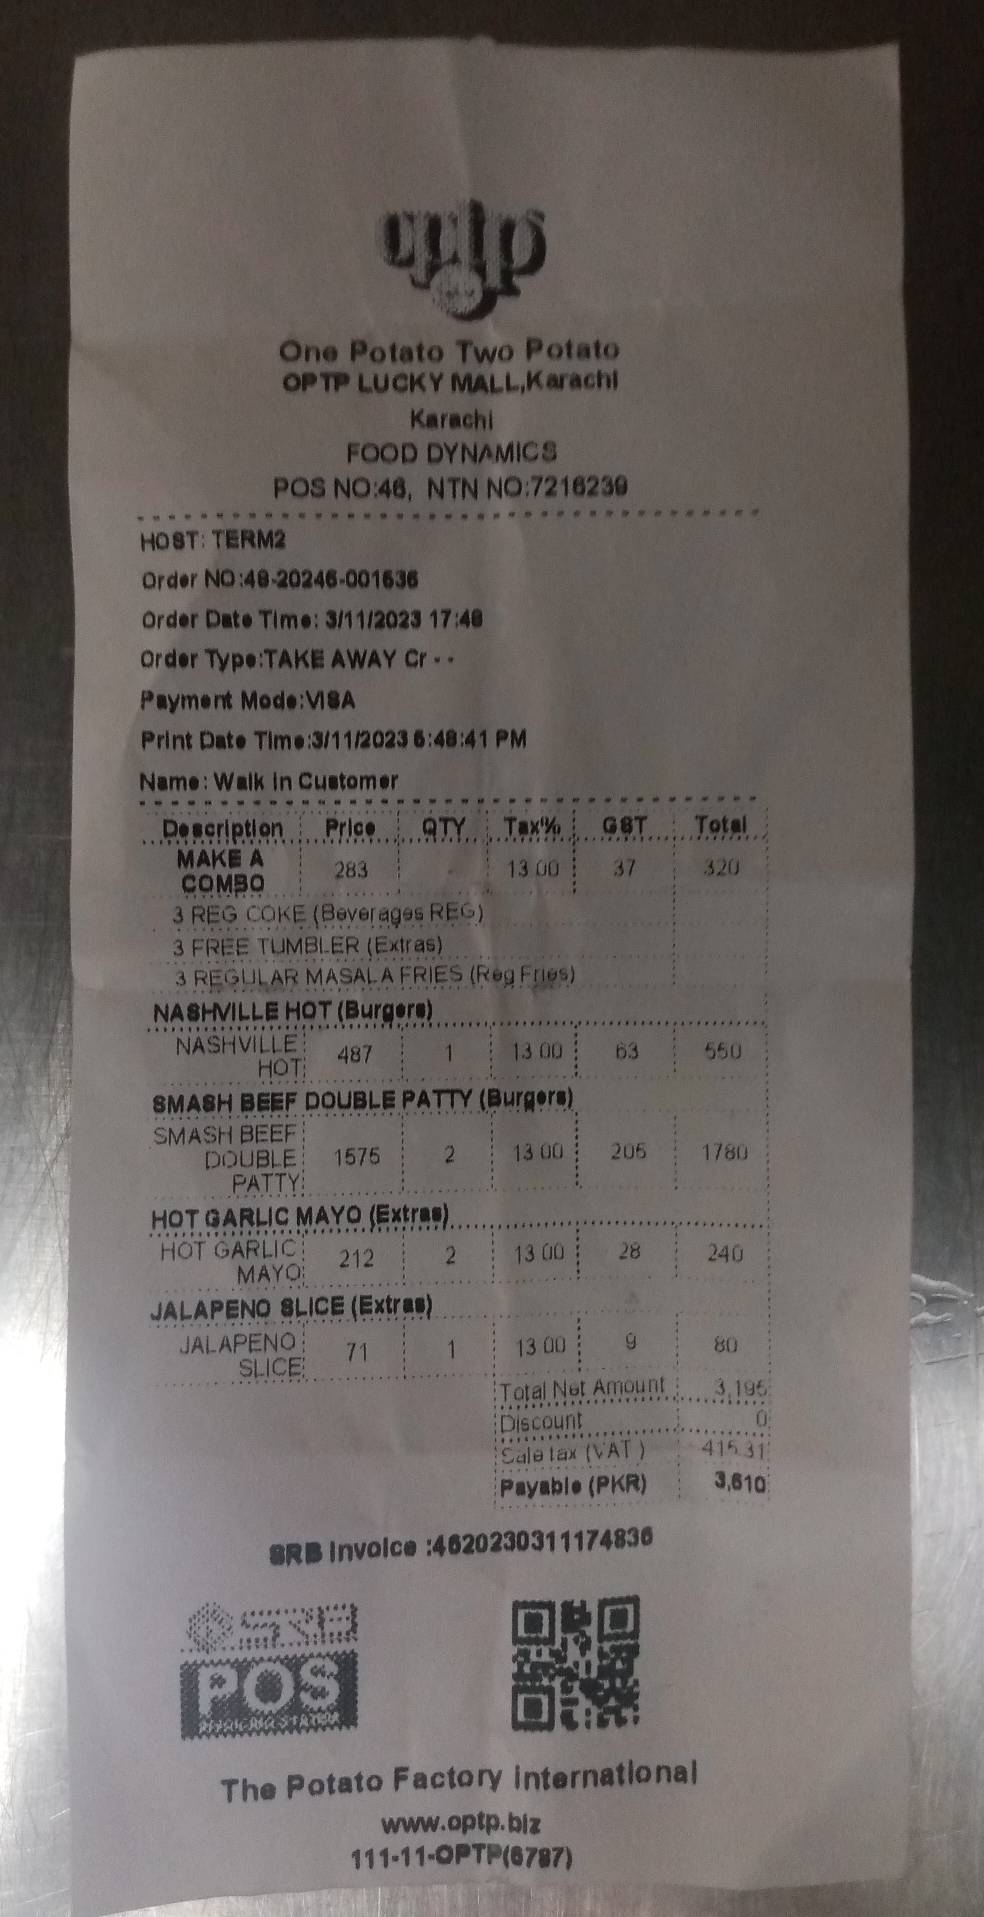 optp
One Potato Two Potato
OPTP LUCKY MALL,Karachi
Karachi
FOOD DYNAMICS
POS NO:46, NTN NO:7216239
HOST: TERM2
Order NO:48-20246-001536
Order Date Time: 3/11/2023 17:48
Order Type:TAKE AWAY Cr - -
Payment Mode:VISA
Print Date Time:3/11/2023 5:48:41 PM
Name: Walk in Customer
Description Price QTY Tax% GST Total
MAKE A COMBO 283 13.00 37 320
3 REG COKE (Beverages REG)
3 FREE TUMBLER (Extras)
3 REGULAR MASALA FRIES (Reg Fries)
NASHVILLE HOT (Burgers)
NASHVILLE HOT 487 1 13.00 63 550
SMASH BEEF DOUBLE PATTY (Burgers)
SMASH BEEF DOUBLE PATTY 1575 2 13.00 205 1780
HOT GARLIC MAYO (Extras)
HOT GARLIC MAYO 212 2 13.00 28 240
JALAPENO SLICE (Extras)
JALAPENO SLICE 71 1 13.00 9 80
Total Net Amount 3,195
Discount 0
Sale tax (VAT ) 415.31
Payable (PKR) 3,610
SRB Invoice :4620230311174836
SRB
POS
The Potato Factory International
www.optp.biz
111-11-OPTP(6787)